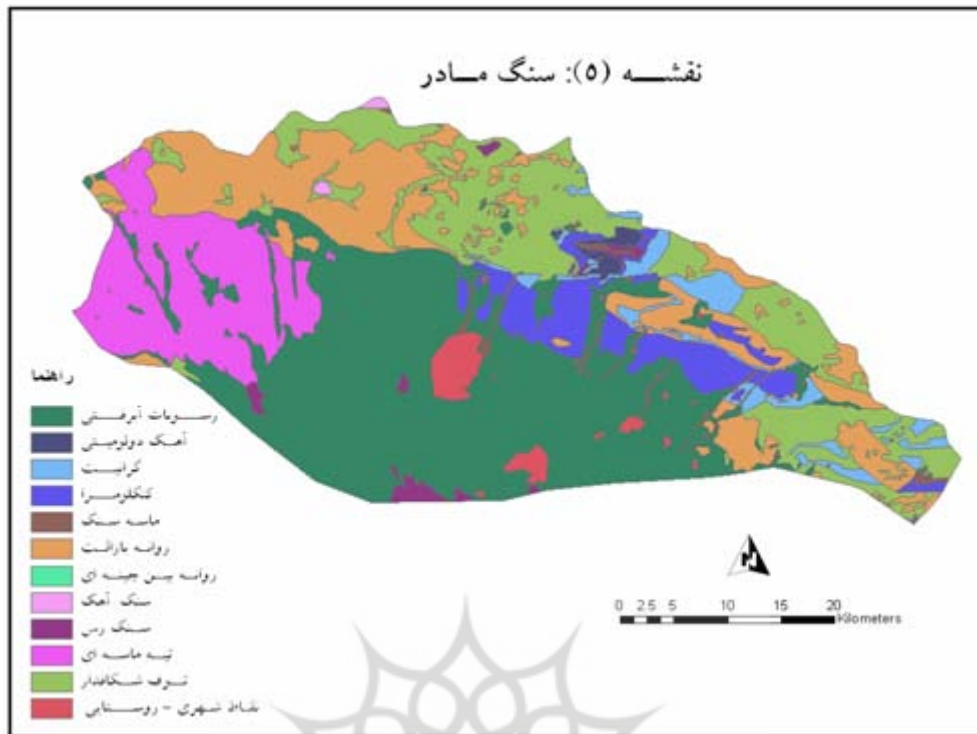 نقشه (۵): سنگ مادر
راهنما
رسوبات آبرفتی
آهک دولومیتی
گرانیت
کنگلومرا
ماسه سنگ
روانه بازالت
روانه بین چینه ای
سنگ آهک
سنگ رس
تپه ماسه ای
توف شکافدار
نقاط شهری - روستایی
N
0 2.5 5 10 15 20
Kilometers